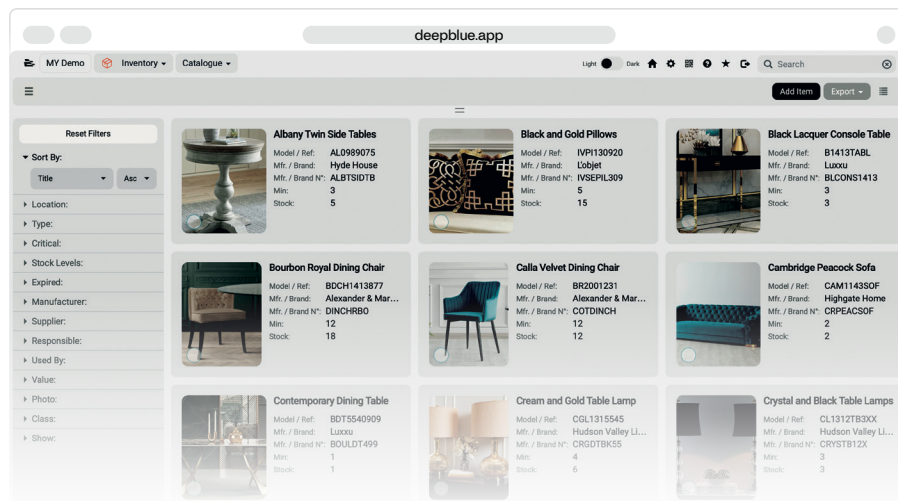 deepblue.app
MY Demo
Inventory
Catalogue
Light
Dark
Search
Add Item
Export
Reset Filters
Sort By:
Title
Asc
Location:
Type:
Critical:
Stock Levels:
Expired:
Manufacturer:
Supplier:
Responsible:
Used By:
Value:
Photo:
Class:
Show:
Albany Twin Side Tables
Model / Ref: AL0989075
Mfr. / Brand: Hyde House
Mfr. / Brand N°: ALBTSIDTB
Min: 3
Stock: 5
Black and Gold Pillows
Model / Ref: IVPI130920
Mfr. / Brand: L'objet
Mfr. / Brand N°: IVSEPIL309
Min: 5
Stock: 15
Black Lacquer Console Table
Model / Ref: B1413TABL
Mfr. / Brand: Luxxu
Mfr. / Brand N°: BLCONS1413
Min: 3
Stock: 3
Bourbon Royal Dining Chair
Model / Ref: BDCH1413877
Mfr. / Brand: Alexander & Mar...
Mfr. / Brand N°: DINCHRBO
Min: 12
Stock: 18
Calla Velvet Dining Chair
Model / Ref: BR2001231
Mfr. / Brand: Alexander & Mar...
Mfr. / Brand N°: COTDINCH
Min: 12
Stock: 12
Cambridge Peacock Sofa
Model / Ref: CAM1143SOF
Mfr. / Brand: Highgate Home
Mfr. / Brand N°: CRPEACSOF
Min: 2
Stock: 2
Contemporary Dining Table
Model / Ref: BDT5540909
Mfr. / Brand: Luxxu
Mfr. / Brand N°: BOULDT499
Min: 1
Stock: 1
Cream and Gold Table Lamp
Model / Ref: CGL1315545
Mfr. / Brand: Hudson Valley Li...
Mfr. / Brand N°: CRGDTBK55
Min: 4
Stock: 6
Crystal and Black Table Lamps
Model / Ref: CL1312TB3XX
Mfr. / Brand: Hudson Valley Li...
Mfr. / Brand N°: CRYSTB12X
Min: 3
Stock: 3